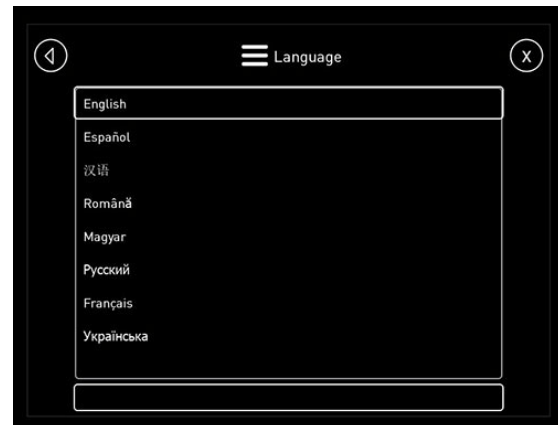 Language
X
English
Español
汉语
Română
Magyar
Русский
Français
Українська